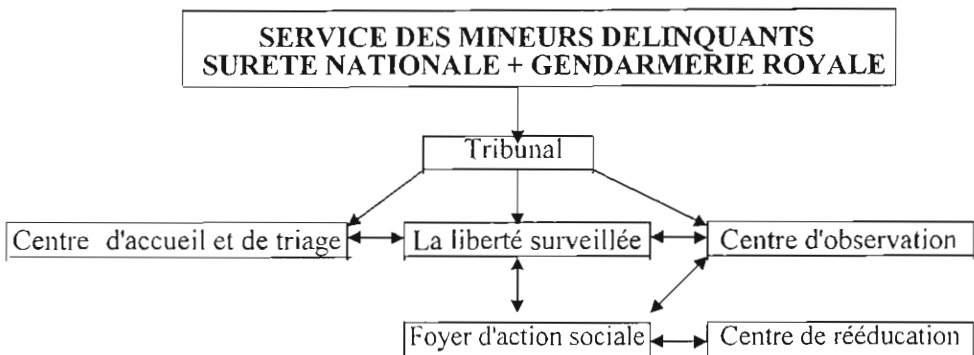 SERVICE DES MINEURS DELINQUANTS
SURETE NATIONALE + GENDARMERIE ROYALE
Tribunal
Centre d'accueil et de triage
La liberté surveillée
Centre d'observation
Foyer d'action sociale
Centre de rééducation